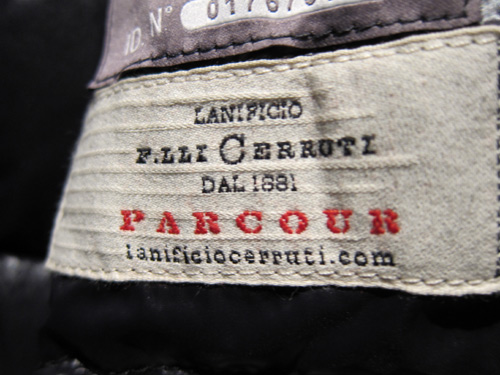 ID. N°
LANIFICIO
F.LLI CERRUTI
DAL 1881
PARCOUR
lanificiocerruti.com